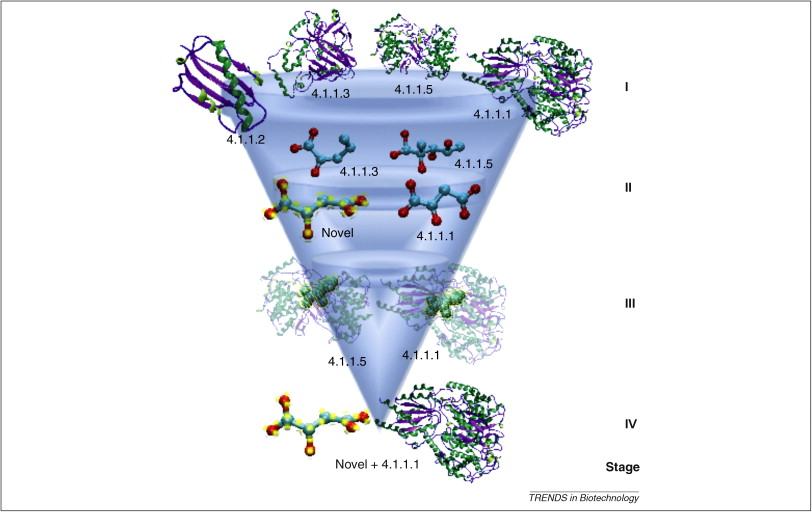 4.1.1.3
4.1.1.5
I
4.1.1.1
4.1.1.2
4.1.1.3
4.1.1.5
II
Novel
4.1.1.1
III
4.1.1.5
4.1.1.1
IV
Novel + 4.1.1.1
Stage
TRENDS in Biotechnology